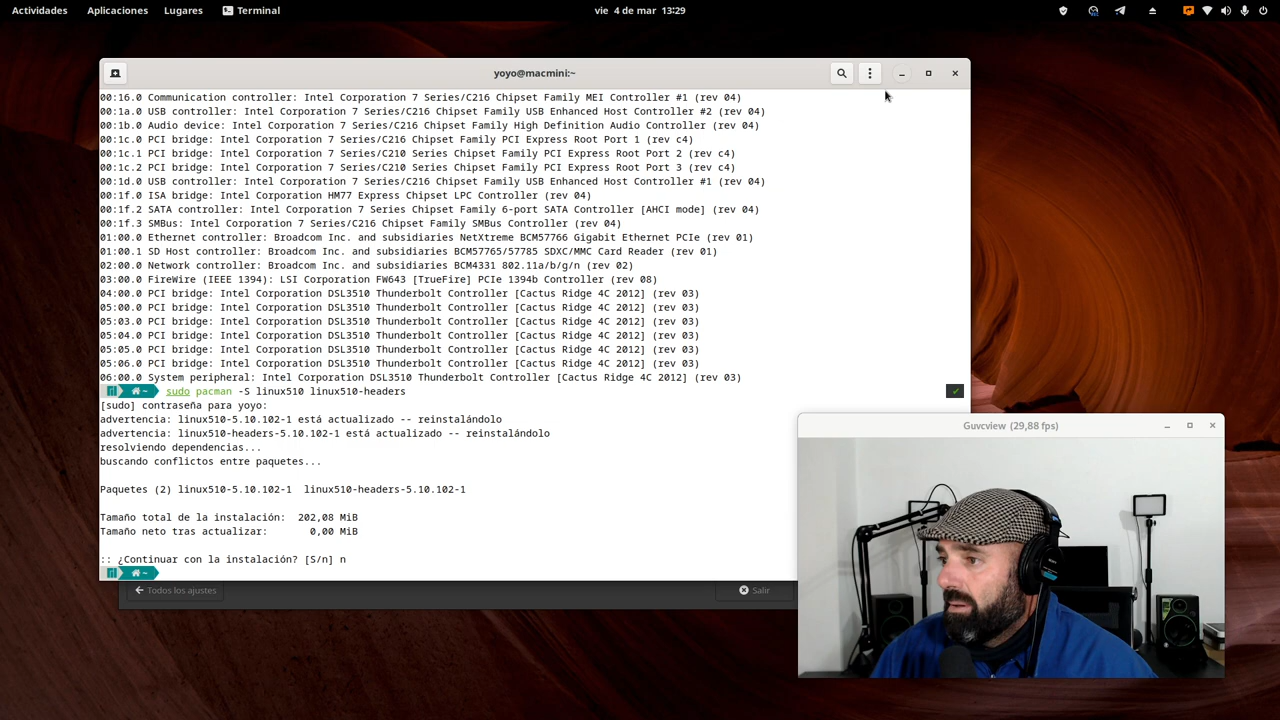 Actividades Aplicaciones Lugares Terminal vie 4 de mar 13:29
yoyo@macmini:~
00:16.0 Communication controller: Intel Corporation 7 Series/C216 Chipset Family MEI Controller #1 (rev 04)
00:1a.0 USB controller: Intel Corporation 7 Series/C216 Chipset Family USB Enhanced Host Controller #2 (rev 04)
00:1b.0 Audio device: Intel Corporation 7 Series/C216 Chipset Family High Definition Audio Controller (rev 04)
00:1c.0 PCI bridge: Intel Corporation 7 Series/C216 Chipset Family PCI Express Root Port 1 (rev c4)
00:1c.1 PCI bridge: Intel Corporation 7 Series/C210 Series Chipset Family PCI Express Root Port 2 (rev c4)
00:1c.2 PCI bridge: Intel Corporation 7 Series/C210 Series Chipset Family PCI Express Root Port 3 (rev c4)
00:1d.0 USB controller: Intel Corporation 7 Series/C216 Chipset Family USB Enhanced Host Controller #1 (rev 04)
00:1f.0 ISA bridge: Intel Corporation HM77 Express Chipset LPC Controller (rev 04)
00:1f.2 SATA controller: Intel Corporation 7 Series Chipset Family 6-port SATA Controller [AHCI mode] (rev 04)
00:1f.3 SMBus: Intel Corporation 7 Series/C216 Chipset Family SMBus Controller (rev 04)
01:00.0 Ethernet controller: Broadcom Inc. and subsidiaries NetXtreme BCM57766 Gigabit Ethernet PCIe (rev 01)
01:00.1 SD Host controller: Broadcom Inc. and subsidiaries BCM57765/57785 SDXC/MMC Card Reader (rev 01)
02:00.0 Network controller: Broadcom Inc. and subsidiaries BCM4331 802.11a/b/g/n (rev 02)
03:00.0 FireWire (IEEE 1394): LSI Corporation FW643 [TrueFire] PCIe 1394b Controller (rev 08)
04:00.0 PCI bridge: Intel Corporation DSL3510 Thunderbolt Controller [Cactus Ridge 4C 2012] (rev 03)
05:00.0 PCI bridge: Intel Corporation DSL3510 Thunderbolt Controller [Cactus Ridge 4C 2012] (rev 03)
05:03.0 PCI bridge: Intel Corporation DSL3510 Thunderbolt Controller [Cactus Ridge 4C 2012] (rev 03)
05:04.0 PCI bridge: Intel Corporation DSL3510 Thunderbolt Controller [Cactus Ridge 4C 2012] (rev 03)
05:05.0 PCI bridge: Intel Corporation DSL3510 Thunderbolt Controller [Cactus Ridge 4C 2012] (rev 03)
05:06.0 PCI bridge: Intel Corporation DSL3510 Thunderbolt Controller [Cactus Ridge 4C 2012] (rev 03)
06:00.0 System peripheral: Intel Corporation DSL3510 Thunderbolt Controller [Cactus Ridge 4C 2012] (rev 03)
~ sudo pacman -S linux510 linux510-headers
[sudo] contraseña para yoyo:
advertencia: linux510-5.10.102-1 está actualizado -- reinstalándolo
advertencia: linux510-headers-5.10.102-1 está actualizado -- reinstalándolo
resolviendo dependencias...
buscando conflictos entre paquetes...
Paquetes (2) linux510-5.10.102-1 linux510-headers-5.10.102-1
Tamaño total de la instalación: 202,08 MiB
Tamaño neto tras actualizar: 0,00 MiB
:: ¿Continuar con la instalación? [S/n] n
~
Todos los ajustes Salir
Guvcview (29,88 fps)